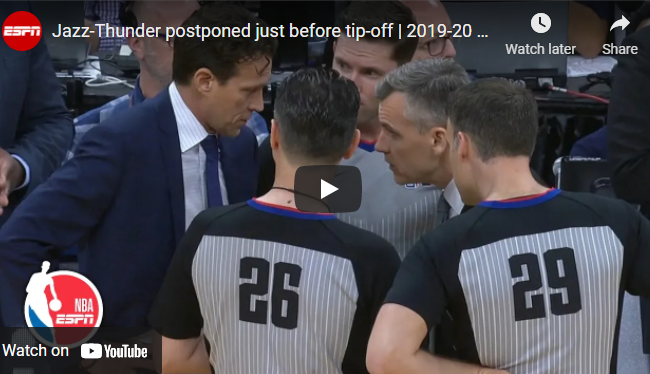 ESPN
Jazz-Thunder postponed just before tip-off | 2019-20 ...
Watch later
Share
26
29
NBA
ESPN
Watch on YouTube